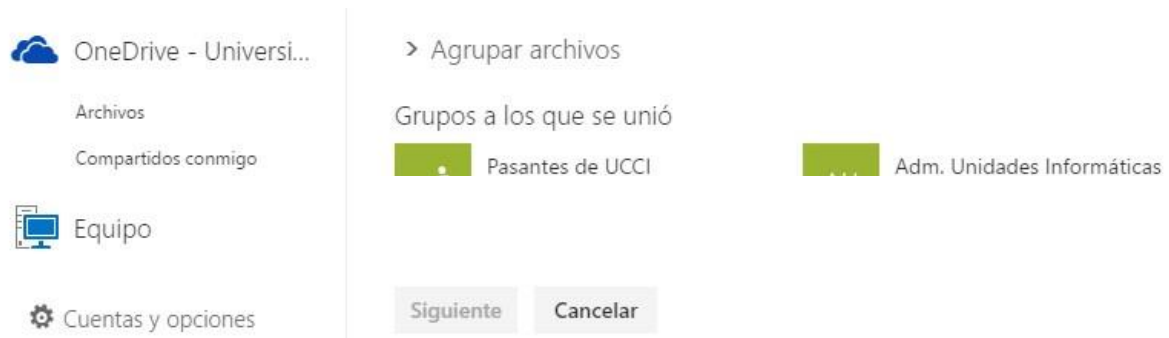 OneDrive - Universi...
Archivos
Compartidos conmigo
Equipo
Cuentas y opciones
> Agrupar archivos
Grupos a los que se unió
Pasantes de UCCI
Adm. Unidades Informáticas
Siguiente
Cancelar